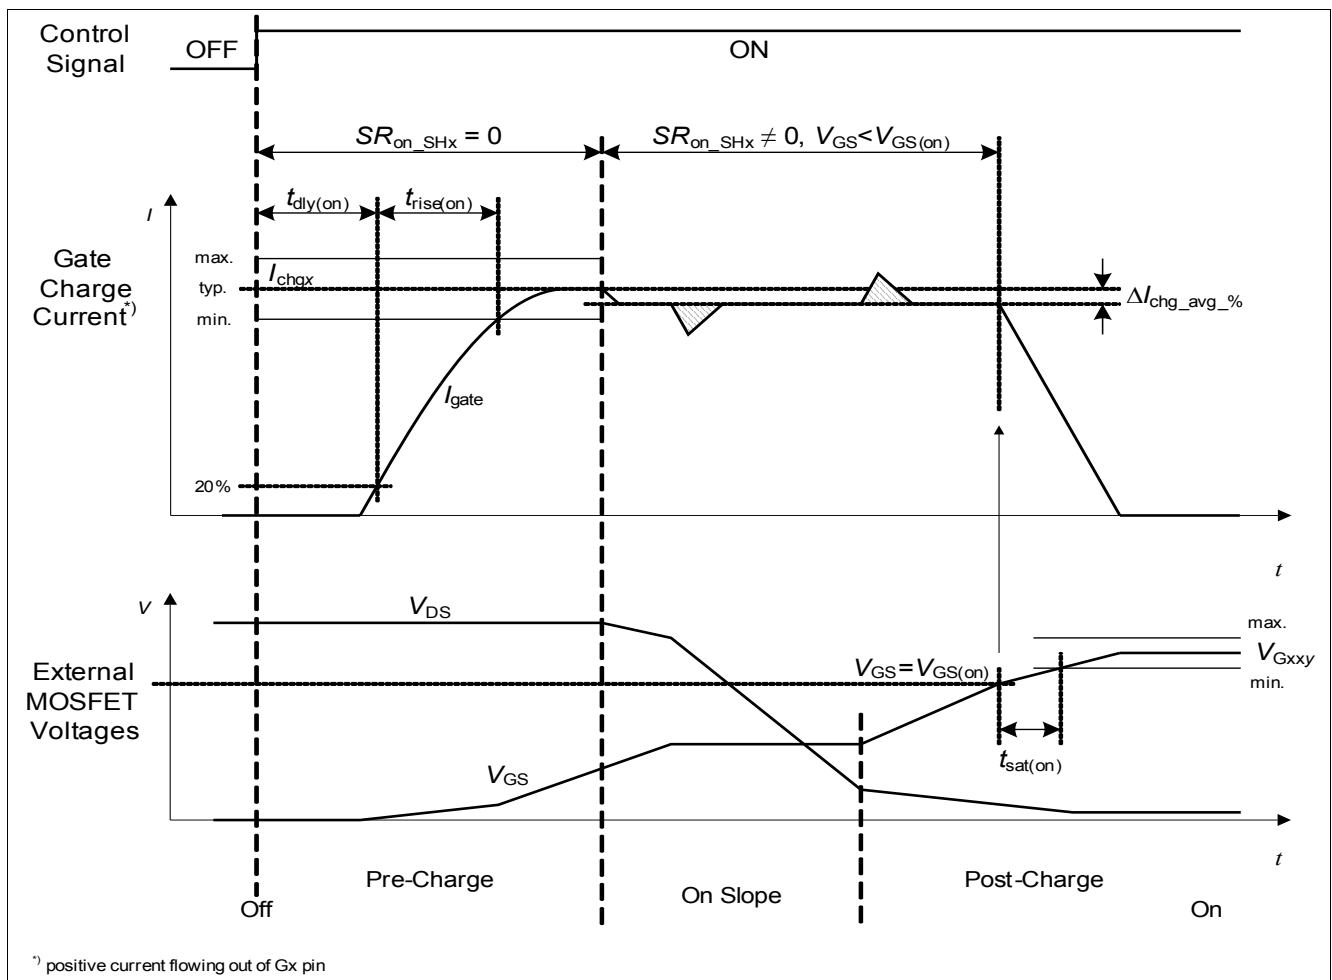 Control
Signal
OFF
ON
SRon_SHx = 0
SRon_SHx ≠ 0, VGS<VGS(on)
tdly(on)
trise(on)
I
Gate
Charge
Current*)
max.
typ.
min.
20%
Ichgx
Igate
ΔIchg_avg_%
t
V
External
MOSFET
Voltages
VDS
VGS=VGS(on)
max.
VGxxy
min.
tsat(on)
VGS
t
Pre-Charge
On Slope
Post-Charge
Off
On
*) positive current flowing out of Gx pin